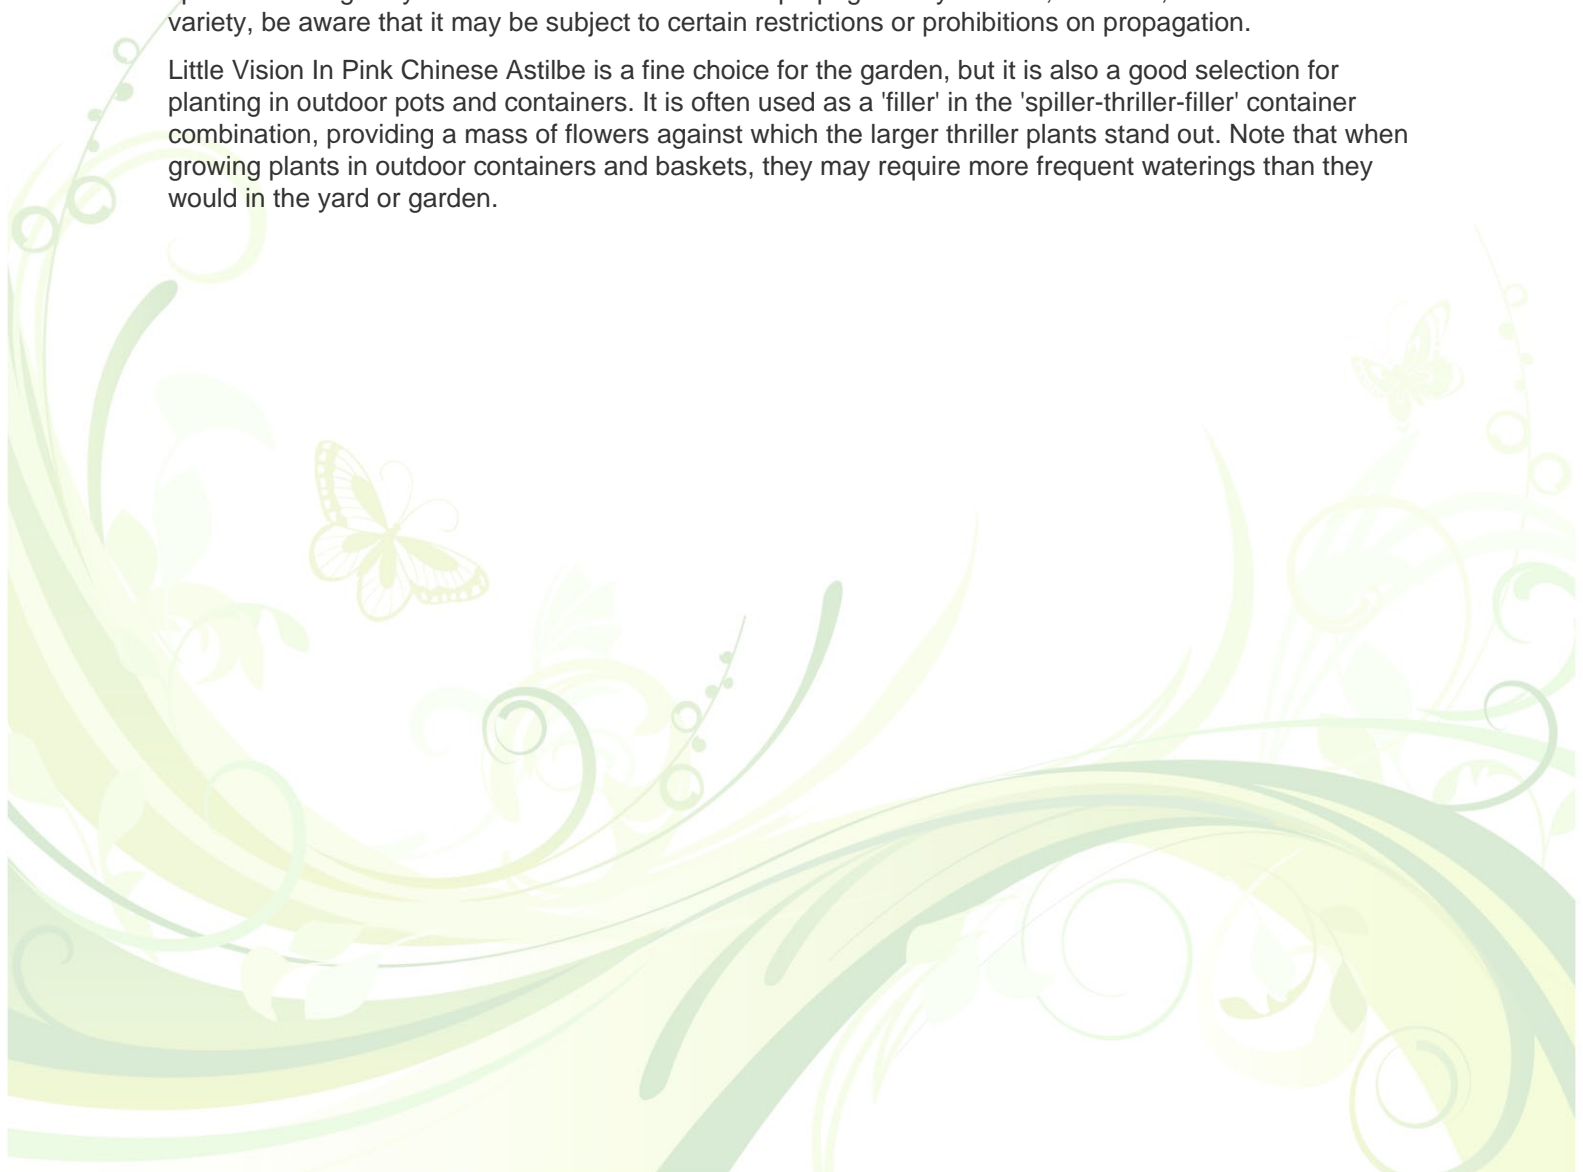 variety, be aware that it may be subject to certain restrictions or prohibitions on propagation.
Little Vision In Pink Chinese Astilbe is a fine choice for the garden, but it is also a good selection for
planting in outdoor pots and containers. It is often used as a 'filler' in the 'spiller-thriller-filler' container
combination, providing a mass of flowers against which the larger thriller plants stand out. Note that when
growing plants in outdoor containers and baskets, they may require more frequent waterings than they
would in the yard or garden.